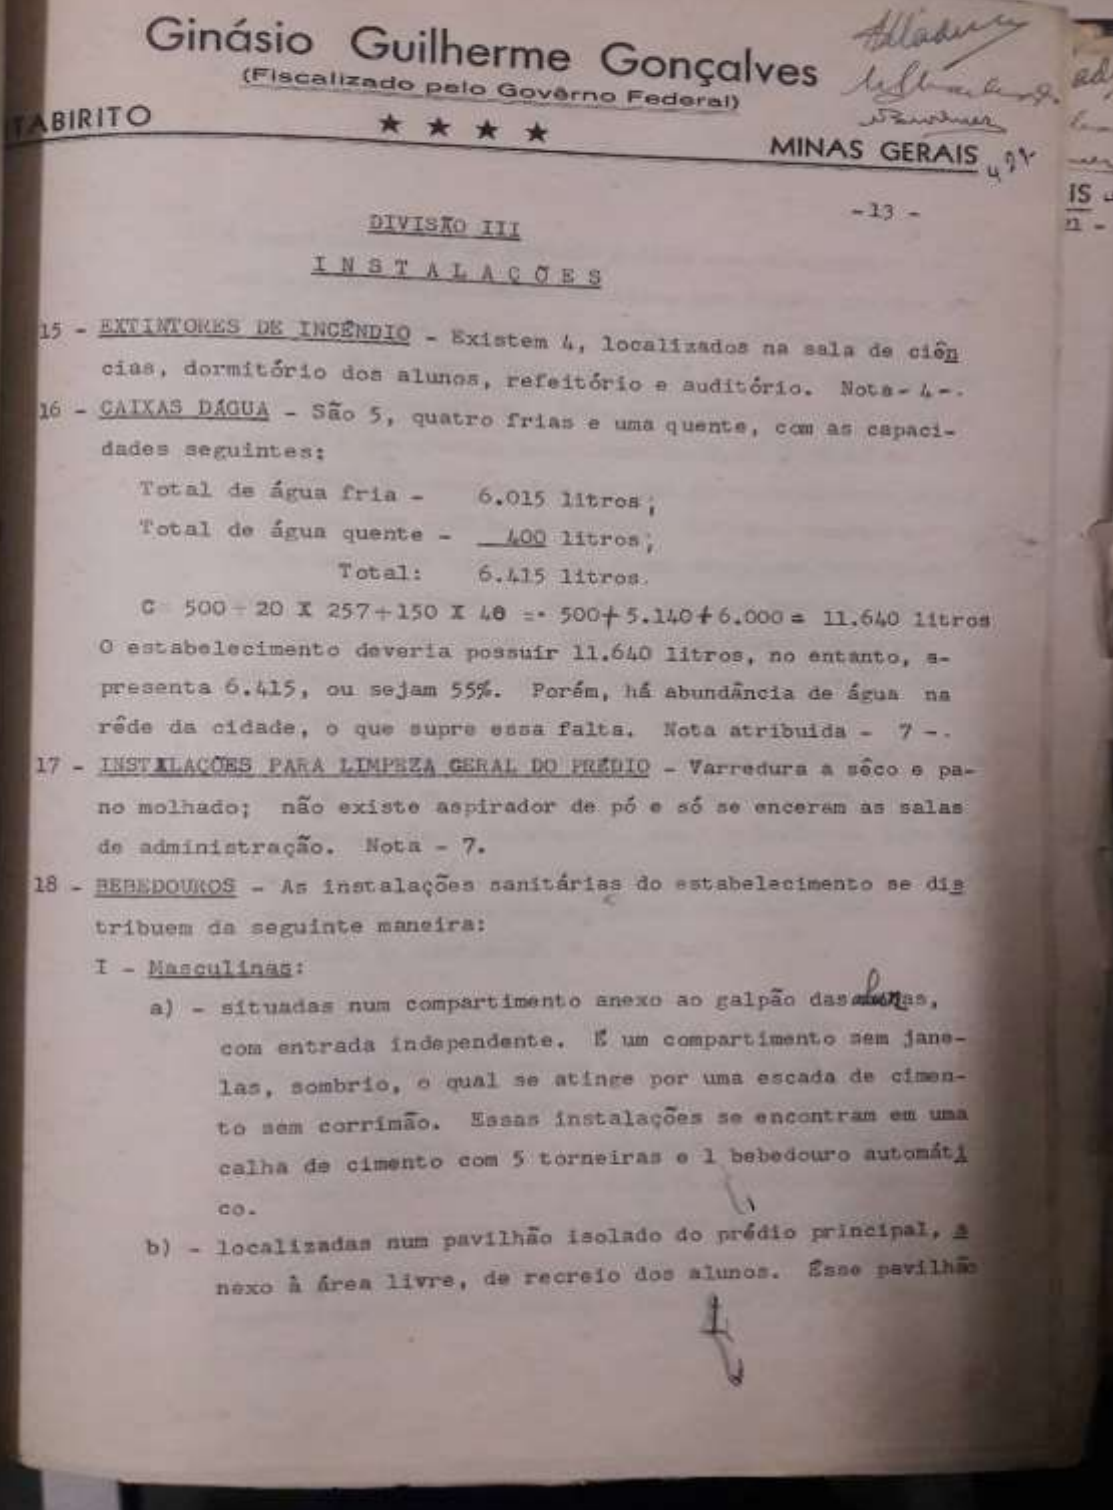 Ginásio Guilherme Gonçalves
(Fiscalizado pelo Govêrno Federal)
TABIRITO
★ ★ ★ ★
MINAS GERAIS
-13 -
DIVISÃO III
I N S T A L A Ç Õ E S
15 - EXTINTORES DE INCÊNDIO - Existem 4, localizados na sala de ciên
cias, dormitório dos alunos, refeitório e auditório. Nota- 4 -.
16 - CAIXAS DÁGUA - São 5, quatro frias e uma quente, com as capaci-
dades seguintes:
Total de água fria - 6.015 litros;
Total de água quente - 400 litros;
Total: 6.415 litros.
C 500 + 20 X 257+150 X 40 = 500+5.140+6.000= 11.640 litros
O estabelecimento deveria possuir 11.640 litros, no entanto, a-
presenta 6.415, ou sejam 55%. Porém, há abundância de água na
rêde da cidade, o que supre essa falta. Nota atribuida - 7 -.
17 - INSTALAÇÕES PARA LIMPEZA GERAL DO PRÉDIO - Varredura a sêco e pa-
no molhado; não existe aspirador de pó e só se enceram as salas
de administração. Nota - 7.
18 - BEBEDOUROS - As instalações sanitárias do estabelecimento se dis
tribuem da seguinte maneira:
I - Masculinas:
a) - situadas num compartimento anexo ao galpão das alunas,
com entrada independente. É um compartimento sem jane-
las, sombrio, o qual se atinge por uma escada de cimen-
to sem corrimão. Essas instalações se encontram em uma
calha de cimento com 5 torneiras e 1 bebedouro automáti
co.
b) - localizadas num pavilhão isolado do prédio principal, a
nexo à área livre, de recreio dos alunos. Êsse pavilhão